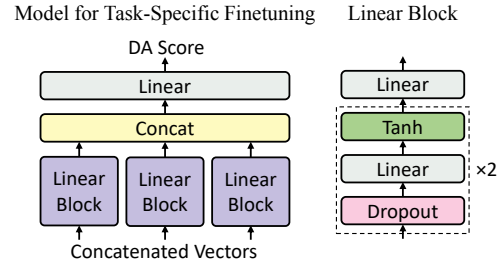 Model for Task-Specific Finetuning
DA Score
Linear
Concat
Linear Block
Linear Block
Linear Block
Concatenated Vectors
Linear Block
Linear
Tanh
Linear
Dropout
×2